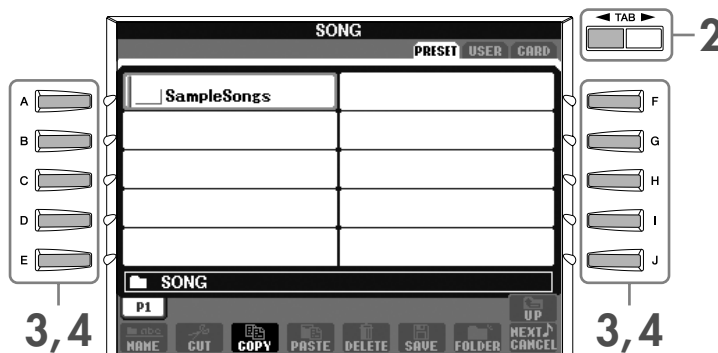 SONG
◄ TAB ►
2
PRESET USER CARD
SampleSongs
A
B
C
D
E
F
G
H
I
J
SONG
P1
UP
NAME CUT COPY PASTE DELETE SAVE FOLDER NEXT♪
CANCEL
3,4
3,4